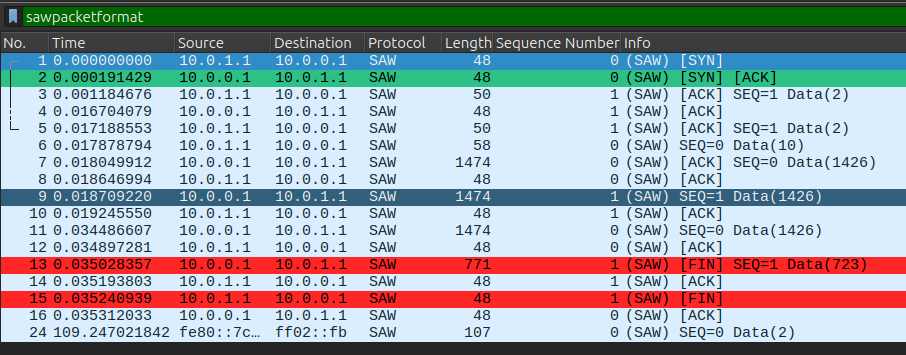 sawpacketformat
No. Time Source Destination Protocol Length Sequence Number Info
1 0.000000000 10.0.1.1 10.0.0.1 SAW 48 0 (SAW) [SYN]
2 0.000191429 10.0.0.1 10.0.1.1 SAW 48 0 (SAW) [SYN] [ACK]
3 0.001184676 10.0.1.1 10.0.0.1 SAW 50 1 (SAW) [ACK] SEQ=1 Data(2)
4 0.016704079 10.0.0.1 10.0.1.1 SAW 48 1 (SAW) [ACK]
5 0.017188553 10.0.1.1 10.0.0.1 SAW 50 1 (SAW) [ACK] SEQ=1 Data(2)
6 0.017878794 10.0.1.1 10.0.0.1 SAW 58 0 (SAW) SEQ=0 Data(10)
7 0.018049912 10.0.0.1 10.0.1.1 SAW 1474 0 (SAW) [ACK] SEQ=0 Data(1426)
8 0.018646994 10.0.1.1 10.0.0.1 SAW 48 0 (SAW) [ACK]
9 0.018709220 10.0.0.1 10.0.1.1 SAW 1474 1 (SAW) SEQ=1 Data(1426)
10 0.019245550 10.0.1.1 10.0.0.1 SAW 48 1 (SAW) [ACK]
11 0.034486607 10.0.0.1 10.0.1.1 SAW 1474 0 (SAW) SEQ=0 Data(1426)
12 0.034897281 10.0.1.1 10.0.0.1 SAW 48 0 (SAW) [ACK]
13 0.035028357 10.0.0.1 10.0.1.1 SAW 771 1 (SAW) [FIN] SEQ=1 Data(723)
14 0.035193803 10.0.1.1 10.0.0.1 SAW 48 1 (SAW) [ACK]
15 0.035240939 10.0.1.1 10.0.0.1 SAW 48 1 (SAW) [FIN]
16 0.035312033 10.0.0.1 10.0.1.1 SAW 48 0 (SAW) [ACK]
24 109.247021842 fe80::7c… ff02::fb SAW 107 0 (SAW) SEQ=0 Data(2)